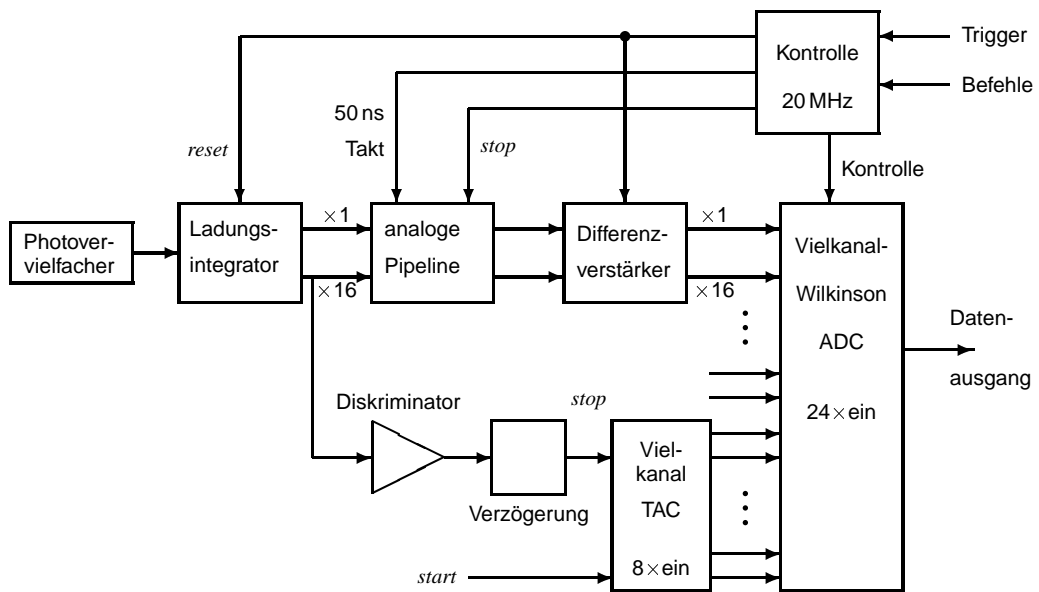 Kontrolle
20 MHz
Trigger
Befehle
50 ns
Takt
reset
stop
Kontrolle
Photover-
vielfacher
Ladungs-
integrator
×1
×16
analoge
Pipeline
Differenz-
verstärker
×1
×16
Vielkanal-
Wilkinson
ADC
24×ein
Daten-
ausgang
Diskriminator
Verzögerung
stop
Viel-
kanal
TAC
8×ein
start